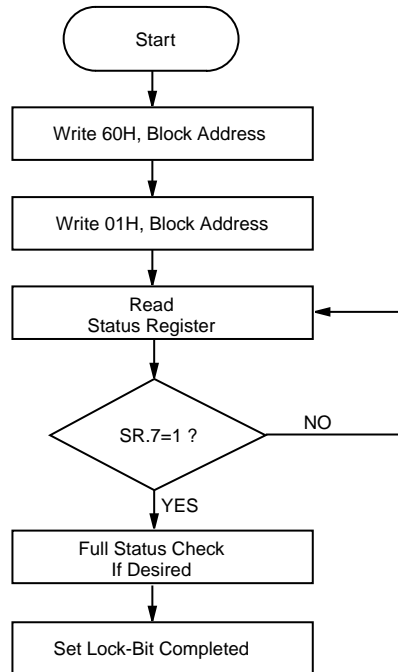 Start
Write 60H, Block Address
Write 01H, Block Address
Read
Status Register
SR.7=1 ?
NO
YES
Full Status Check
If Desired
Set Lock-Bit Completed